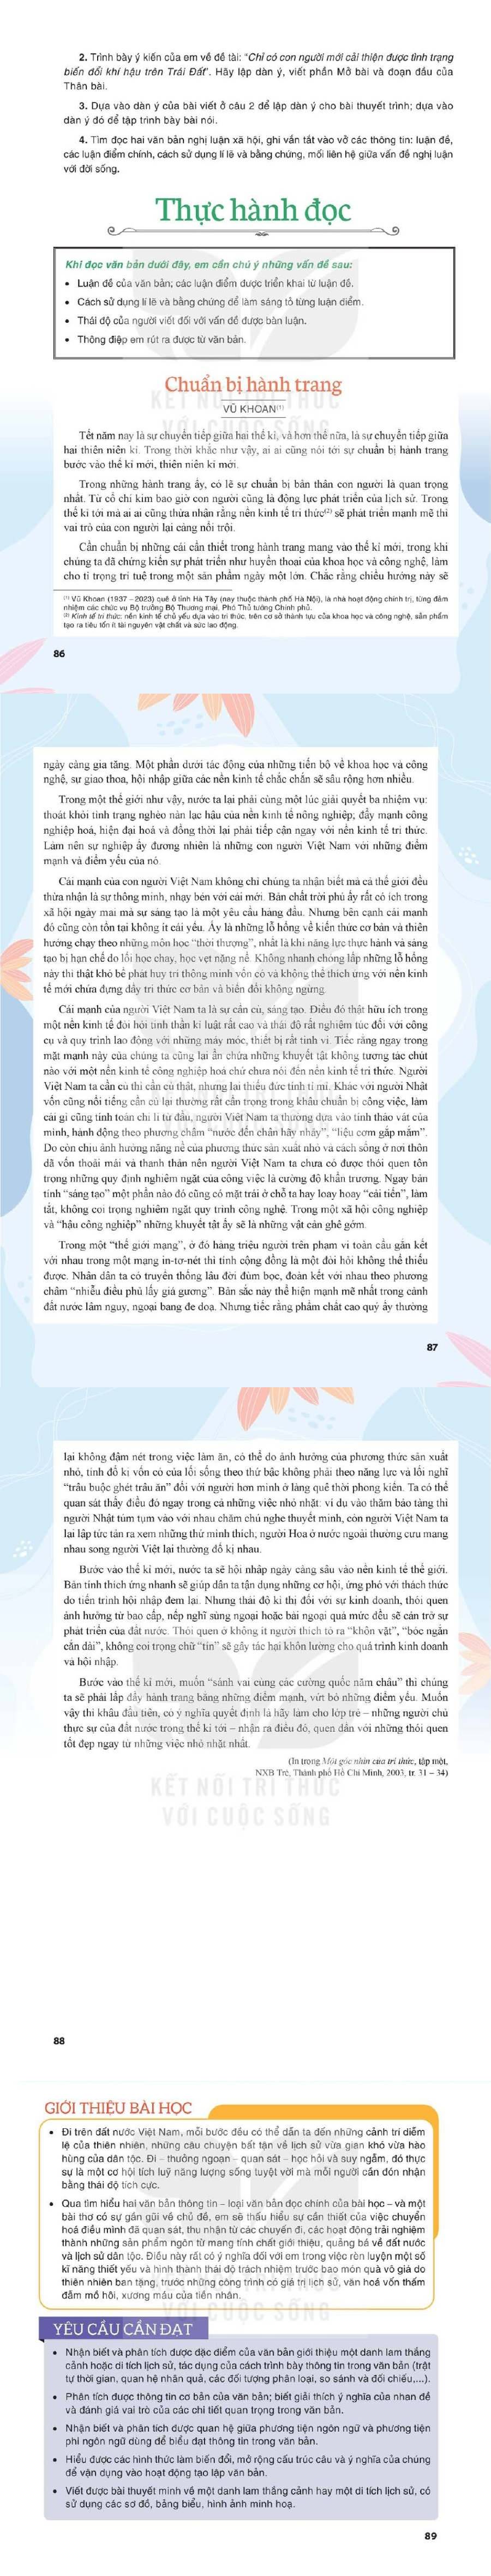 2. Trình bày ý kiến của em về đề tài: "Chỉ có con người mới cải thiện được tình trạng
biến đổi khí hậu trên Trái Đất". Hãy lập dàn ý, viết phần Mở bài và đoạn đầu của
Thân bài.
3. Dựa vào dàn ý của bài viết ở câu 2 để lập dàn ý cho bài thuyết trình; dựa vào
dàn ý đó để tập trình bày bài nói.
4. Tìm đọc hai văn bản nghị luận xã hội, ghi vắn tắt vào vở các thông tin: luận đề,
các luận điểm chính, cách sử dụng lí lẽ và bằng chứng, mối liên hệ giữa vấn đề nghị luận
với đời sống.
Thực hành đọc
Khi đọc văn bản dưới đây, em cần chú ý những vấn đề sau:
• Luận đề của văn bản; các luận điểm được triển khai từ luận đề.
• Cách sử dụng lí lẽ và bằng chứng để làm sáng tỏ từng luận điểm.
• Thái độ của người viết đối với vấn đề được bàn luận.
• Thông điệp em rút ra được từ văn bản.
Chuẩn bị hành trang
VŨ KHOAN(1)
Tết năm nay là sự chuyển tiếp giữa hai thế kỉ, và hơn thế nữa, là sự chuyển tiếp giữa
hai thiên niên kỉ. Trong thời khắc như vậy, ai ai cũng nói tới sự chuẩn bị hành trang
bước vào thế kỉ mới, thiên niên kỉ mới.
Trong những hành trang ấy, có lẽ sự chuẩn bị bản thân con người là quan trọng
nhất. Từ cổ chí kim bao giờ con người cũng là động lực phát triển của lịch sử. Trong
thế kỉ tới mà ai ai cũng thừa nhận rằng nền kinh tế tri thức(2) sẽ phát triển mạnh mẽ thì
vai trò của con người lại càng nổi trội.
Cần chuẩn bị những cái cần thiết trong hành trang mang vào thế kỉ mới, trong khi
chúng ta đã chứng kiến sự phát triển như huyền thoại của khoa học và công nghệ, làm
cho tỉ trọng trí tuệ trong một sản phẩm ngày một lớn. Chắc rằng chiều hướng này sẽ
(1) Vũ Khoan (1937 – 2023) quê ở tỉnh Hà Tây (nay thuộc thành phố Hà Nội), là nhà hoạt động chính trị, từng đảm
nhiệm các chức vụ Bộ trưởng Bộ Thương mại, Phó Thủ tướng Chính phủ.
(2) Kinh tế tri thức: nền kinh tế chủ yếu dựa vào tri thức, trên cơ sở thành tựu của khoa học và công nghệ, sản phẩm
tạo ra tiêu tốn ít tài nguyên vật chất và sức lao động.
86
ngày càng gia tăng. Một phần dưới tác động của những tiến bộ về khoa học và công
nghệ, sự giao thoa, hội nhập giữa các nền kinh tế chắc chắn sẽ sâu rộng hơn nhiều.
Trong một thế giới như vậy, nước ta lại phải cùng một lúc giải quyết ba nhiệm vụ:
thoát khỏi tình trạng nghèo nàn lạc hậu của nền kinh tế nông nghiệp; đẩy mạnh công
nghiệp hoá, hiện đại hoá và đồng thời lại phải tiếp cận ngay với nền kinh tế tri thức.
Làm nên sự nghiệp ấy đương nhiên là những con người Việt Nam với những điểm
mạnh và điểm yếu của nó.
Cái mạnh của con người Việt Nam không chỉ chúng ta nhận biết mà cả thế giới đều
thừa nhận là sự thông minh, nhạy bén với cái mới. Bản chất trời phú ấy rất có ích trong
xã hội ngày mai mà sự sáng tạo là một yêu cầu hàng đầu. Nhưng bên cạnh cái mạnh
đó cũng còn tồn tại không ít cái yếu. Ấy là những lỗ hổng về kiến thức cơ bản và thiên
hướng chạy theo những môn học "thời thượng", nhất là khả năng thực hành và sáng
tạo bị hạn chế do lối học chay, học vẹt nặng nề. Không nhanh chóng lấp những lỗ hổng
này thì thật khó bề phát huy trí thông minh vốn có và không thể thích ứng với nền kinh
tế mới chứa đựng đầy tri thức cơ bản và biến đổi không ngừng.
Cái mạnh của người Việt Nam ta là sự cần cù, sáng tạo. Điều đó thật hữu ích trong
một nền kinh tế đòi hỏi tinh thần kỉ luật rất cao và thái độ rất nghiêm túc đối với công
cụ và quy trình lao động với những máy móc, thiết bị rất tinh vi. Tiếc rằng ngay trong
mặt mạnh này của chúng ta cũng lại ẩn chứa những khuyết tật không tương tác chút
nào với một nền kinh tế công nghiệp hoá chứ chưa nói đến nền kinh tế tri thức. Người
Việt Nam ta cần cù thì cần cù thật, nhưng lại thiếu đức tính tỉ mỉ. Khác với người Nhật
vốn cũng nổi tiếng cần cù lại thường rất cẩn trọng trong khâu chuẩn bị công việc, làm
cái gì cũng tính toán chi li từ đầu, người Việt Nam ta thường dựa vào tính tháo vát của
mình, hành động theo phương châm "nước đến chân hãy nhảy", "liệu cơm gắp mắm".
Do còn chịu ảnh hưởng nặng nề của phương thức sản xuất nhỏ và cách sống ở nơi thôn
dã vốn thoải mái và thanh thản nên người Việt Nam ta chưa có được thói quen tôn
trọng những quy định nghiêm ngặt của công việc là cường độ khẩn trương. Ngay bản
tính "sáng tạo" một phần nào đó cũng có mặt trái ở chỗ ta hay loay hoay "cải tiến", làm
tắt, không coi trọng nghiêm ngặt quy trình công nghệ. Trong một xã hội công nghiệp
và "hậu công nghiệp" những khuyết tật ấy sẽ là những vật cản ghê gớm.
Trong một "thế giới mạng", ở đó hàng triệu người trên phạm vi toàn cầu gắn kết
với nhau trong một mạng in-tơ-nét thì tính cộng đồng là một đòi hỏi không thể thiếu
được. Nhân dân ta có truyền thống lâu đời đùm bọc, đoàn kết với nhau theo phương
châm "nhiễu điều phủ lấy giá gương". Bản sắc này thể hiện mạnh mẽ nhất trong cảnh
đất nước lâm nguy, ngoại bang đe doạ. Nhưng tiếc rằng phẩm chất cao quý ấy thường
87
lại không đậm nét trong việc làm ăn, có thể do ảnh hưởng của phương thức sản xuất
nhỏ, tính đố kị vốn có của lối sống theo thứ bậc không phải theo năng lực và lối nghĩ
"trâu buộc ghét trâu ăn" đối với người hơn mình ở làng quê thời phong kiến. Ta có thể
quan sát thấy điều đó ngay trong cả những việc nhỏ nhặt: ví dụ vào thăm bảo tàng thì
người Nhật túm tụm vào với nhau chăm chú nghe thuyết minh, còn người Việt Nam ta
lại lập tức tản ra xem những thứ mình thích; người Hoa ở nước ngoài thường cưu mang
nhau song người Việt lại thường đố kị nhau.
Bước vào thế kỉ mới, nước ta sẽ hội nhập ngày càng sâu vào nền kinh tế thế giới.
Bản tính thích ứng nhanh sẽ giúp dân ta tận dụng những cơ hội, ứng phó với thách thức
do tiến trình hội nhập đem lại. Nhưng thái độ kì thị đối với sự kinh doanh, thói quen
ảnh hưởng từ bao cấp, nếp nghĩ sùng ngoại hoặc bài ngoại quá mức đều sẽ cản trở sự
phát triển của đất nước. Thói quen ở không ít người thích tỏ ra "khôn vặt", "bóc ngắn
cắn dài", không coi trọng chữ "tín" sẽ gây tác hại khôn lường cho quá trình kinh doanh
và hội nhập.
Bước vào thế kỉ mới, muốn "sánh vai cùng các cường quốc năm châu" thì chúng
ta sẽ phải lấp đầy hành trang bằng những điểm mạnh, vứt bỏ những điểm yếu. Muốn
vậy thì khâu đầu tiên, có ý nghĩa quyết định là hãy làm cho lớp trẻ – những người chủ
thực sự của đất nước trong thế kỉ tới – nhận ra điều đó, quen dần với những thói quen
tốt đẹp ngay từ những việc nhỏ nhặt nhất.
(In trong Một góc nhìn của trí thức, tập một,
NXB Trẻ, Thành phố Hồ Chí Minh, 2003, tr. 31 – 34)
KẾT NỐI TRI THỨC
VỚI CUỘC SỐNG
88
GIỚI THIỆU BÀI HỌC
• Đi trên đất nước Việt Nam, mỗi bước đều có thể dẫn ta đến những cảnh trí diễm
lệ của thiên nhiên, những câu chuyện bất tận về lịch sử vừa gian khó vừa hào
hùng của dân tộc. Đi – thưởng ngoạn – quan sát – học hỏi và suy ngẫm, đó thực
sự là một cơ hội tích luỹ năng lượng sống tuyệt vời mà mỗi người cần đón nhận
bằng thái độ tích cực.
• Qua tìm hiểu hai văn bản thông tin – loại văn bản đọc chính của bài học – và một
bài thơ có sự gần gũi về chủ đề, em sẽ thấu hiểu sự cần thiết của việc chuyển
hoá điều mình đã quan sát, thu nhận từ các chuyến đi, các hoạt động trải nghiệm
thành những sản phẩm ngôn từ mang tính chất giới thiệu, quảng bá về đất nước
và lịch sử dân tộc. Điều này rất có ý nghĩa đối với em trong việc rèn luyện một số
kĩ năng thiết yếu và hình thành thái độ trách nhiệm trước bao món quà vô giá do
thiên nhiên ban tặng, trước những công trình có giá trị lịch sử, văn hoá vốn thấm
đẫm mồ hôi, xương máu của tiền nhân.
YÊU CẦU CẦN ĐẠT
• Nhận biết và phân tích được đặc điểm của văn bản giới thiệu một danh lam thắng
cảnh hoặc di tích lịch sử, tác dụng của cách trình bày thông tin trong văn bản (trật
tự thời gian, quan hệ nhân quả, các đối tượng phân loại, so sánh và đối chiếu,...).
• Phân tích được thông tin cơ bản của văn bản; biết giải thích ý nghĩa của nhan đề
và đánh giá vai trò của các chi tiết quan trọng trong văn bản.
• Nhận biết và phân tích được quan hệ giữa phương tiện ngôn ngữ và phương tiện
phi ngôn ngữ dùng để biểu đạt thông tin trong văn bản.
• Hiểu được các hình thức làm biến đổi, mở rộng cấu trúc câu và ý nghĩa của chúng
để vận dụng vào hoạt động tạo lập văn bản.
• Viết được bài thuyết minh về một danh lam thắng cảnh hay một di tích lịch sử, có
sử dụng các sơ đồ, bảng biểu, hình ảnh minh hoạ.
89